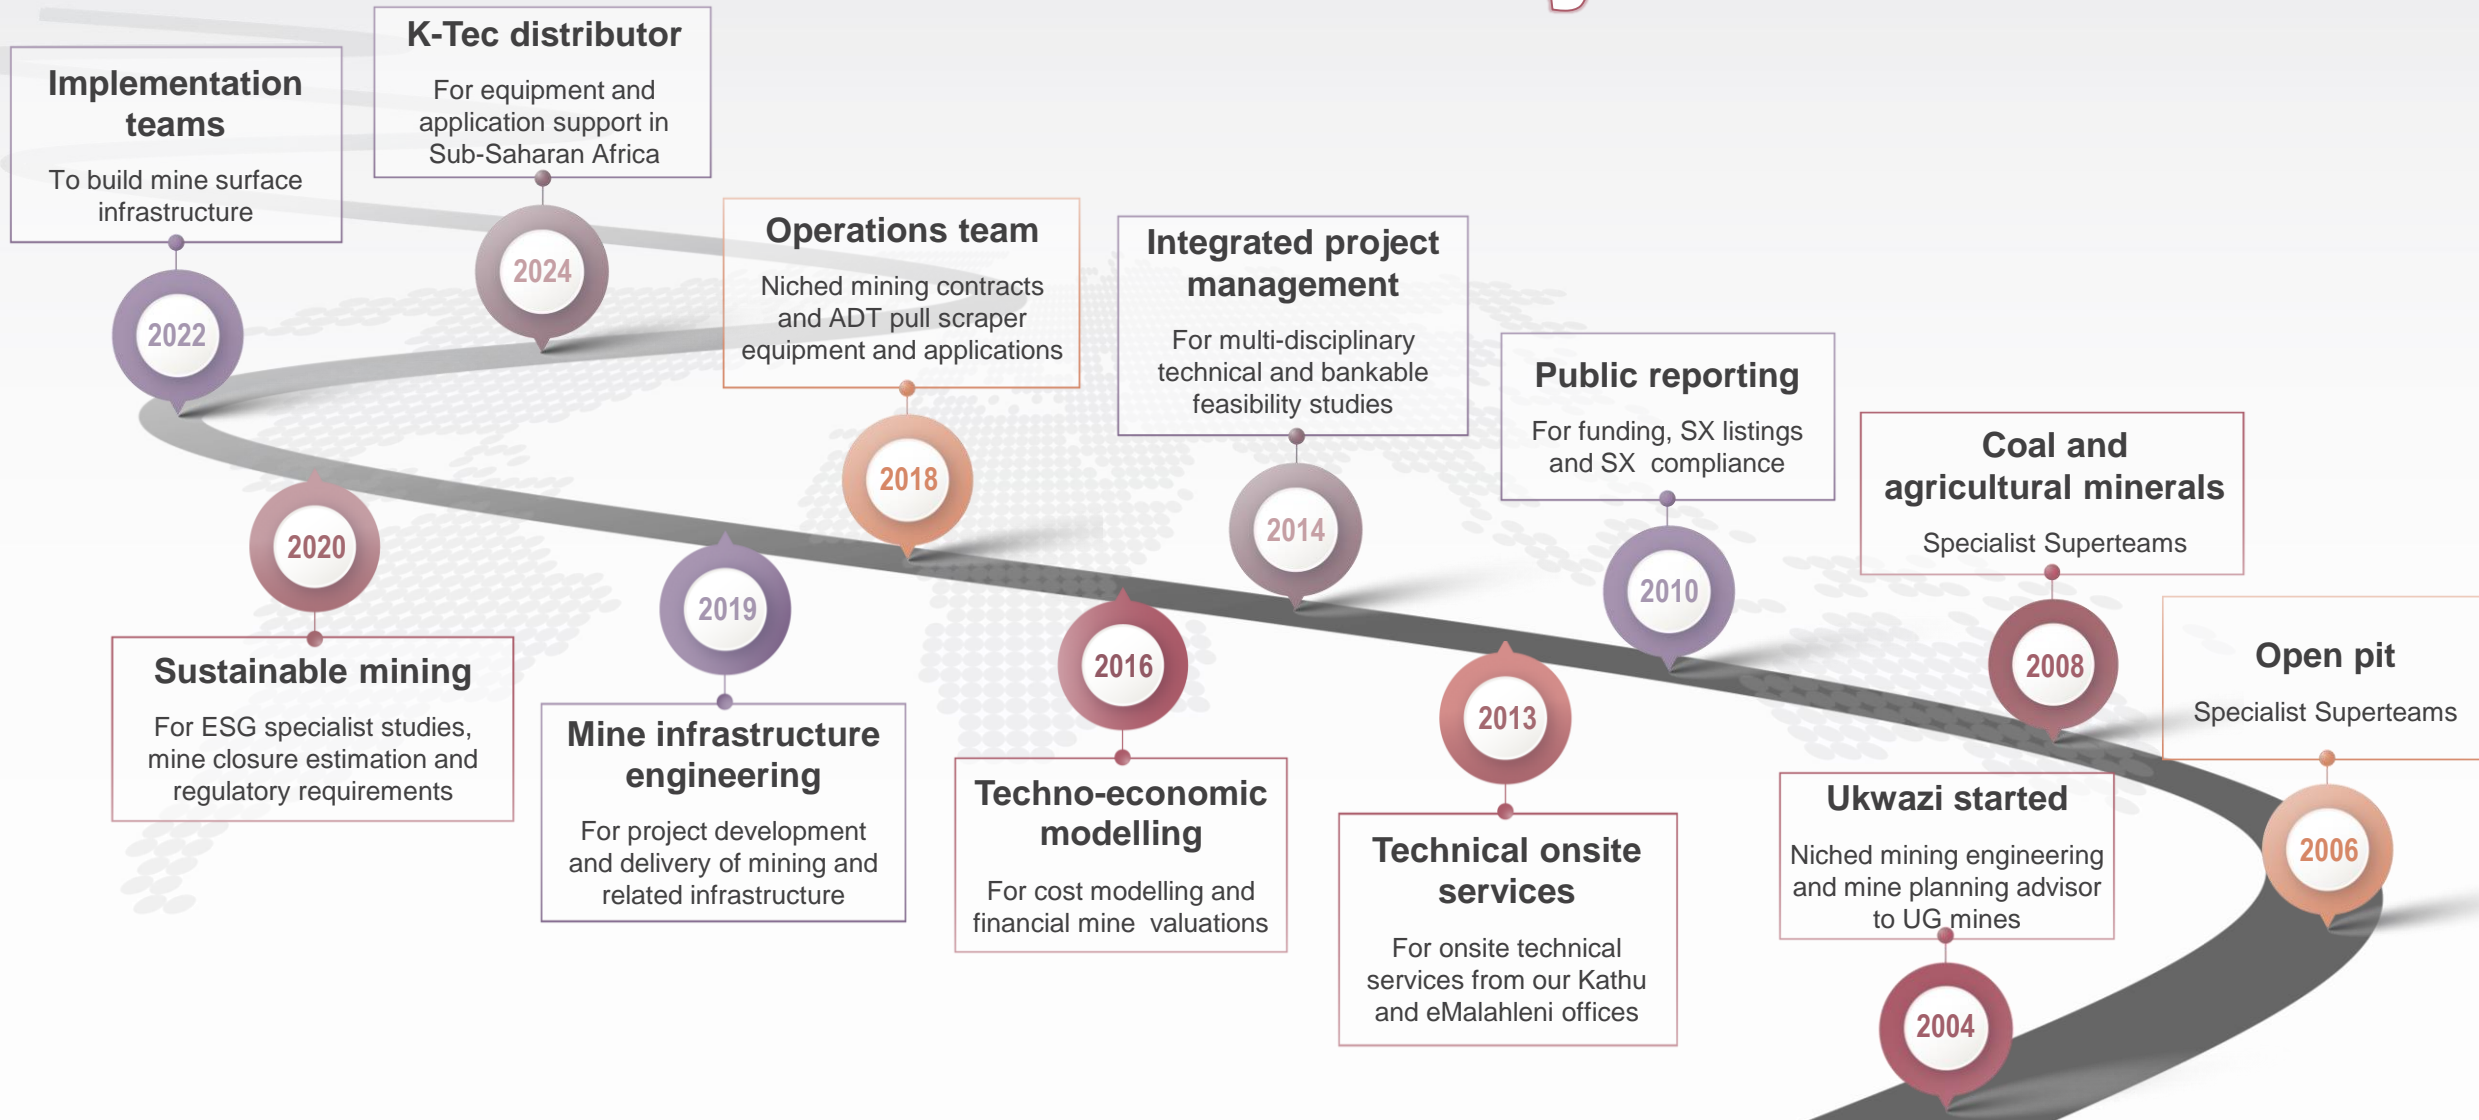 K-Tec distributor
For equipment and
application support in
Sub-Saharan Africa
2024
Implementation
teams
To build mine surface
infrastructure
2022
Operations team
Niched mining contracts
and ADT pull scraper
equipment and applications
2018
Integrated project
management
For multi-disciplinary
technical and bankable
feasibility studies
2014
Public reporting
For funding, SX listings
and SX  compliance
2010
Coal and
agricultural minerals
Specialist Superteams
2008
Open pit
Specialist Superteams
2006
2020
Sustainable mining
For ESG specialist studies,
mine closure estimation and
regulatory requirements
2019
Mine infrastructure
engineering
For project development
and delivery of mining and
related infrastructure
2016
Techno-economic
modelling
For cost modelling and
financial mine  valuations
2013
Technical onsite
services
For onsite technical
services from our Kathu
and eMalahleni offices
Ukwazi started
Niched mining engineering
and mine planning advisor
to UG mines
2004